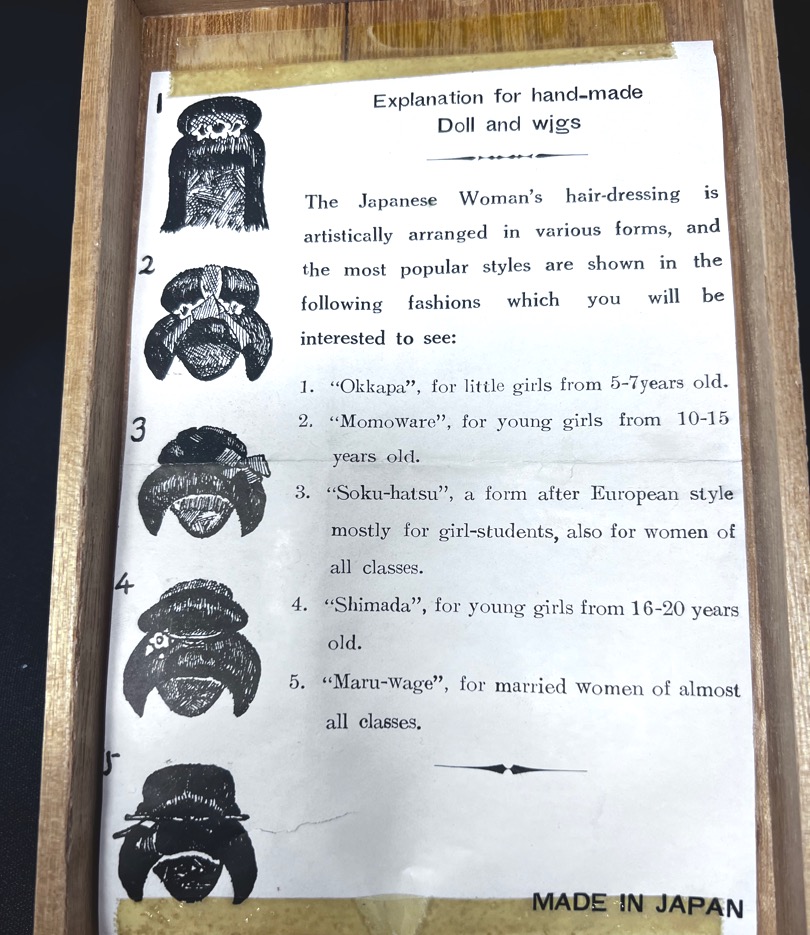 1
Explanation for hand-made
Doll and wjgs
The Japanese Woman's hair-dressing is
artistically arranged in various forms, and
the most popular styles are shown in the
following fashions which you will be
interested to see:
2
3
4
5
1. "Okkapa", for little girls from 5-7years old.
2. "Momoware", for young girls from 10-15
years old.
3. "Soku-hatsu", a form after European style
mostly for girl-students, also for women of
all classes.
4. "Shimada", for young girls from 16-20 years
old.
5. "Maru-wage", for married women of almost
all classes.
MADE IN JAPAN